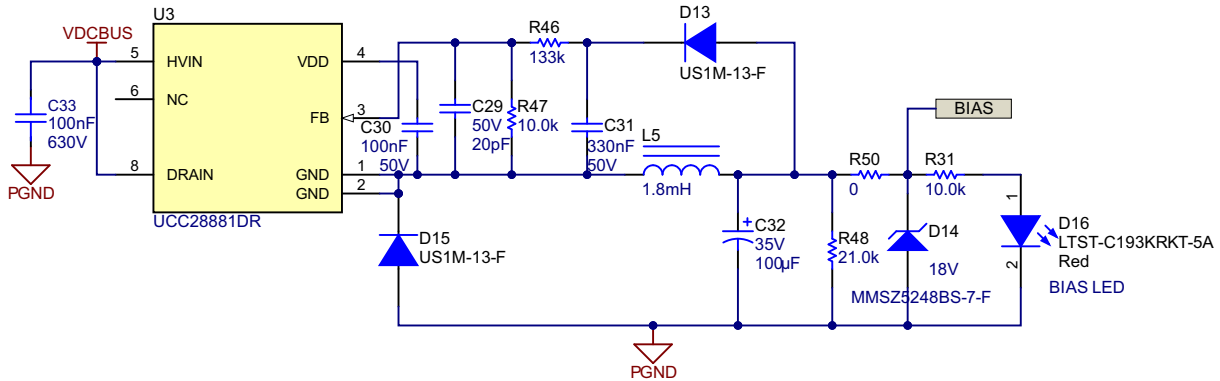 U3
VDCBUS
5
HVIN
VDD
4
6
NC
FB
3
8
DRAIN
GND
1
GND
2
UCC28881DR
C33
100nF
630V
PGND
C30
100nF
50V
C29
50V
20pF
R47
10.0k
R46
133k
C31
330nF
50V
D13
US1M-13-F
L5
1.8mH
D15
US1M-13-F
C32
+
35V
100µF
R48
21.0k
R50
0
BIAS
R31
10.0k
D14
18V
MMSZ5248BS-7-F
1
2
D16
LTST-C193KRKT-5A
Red
BIAS LED
PGND